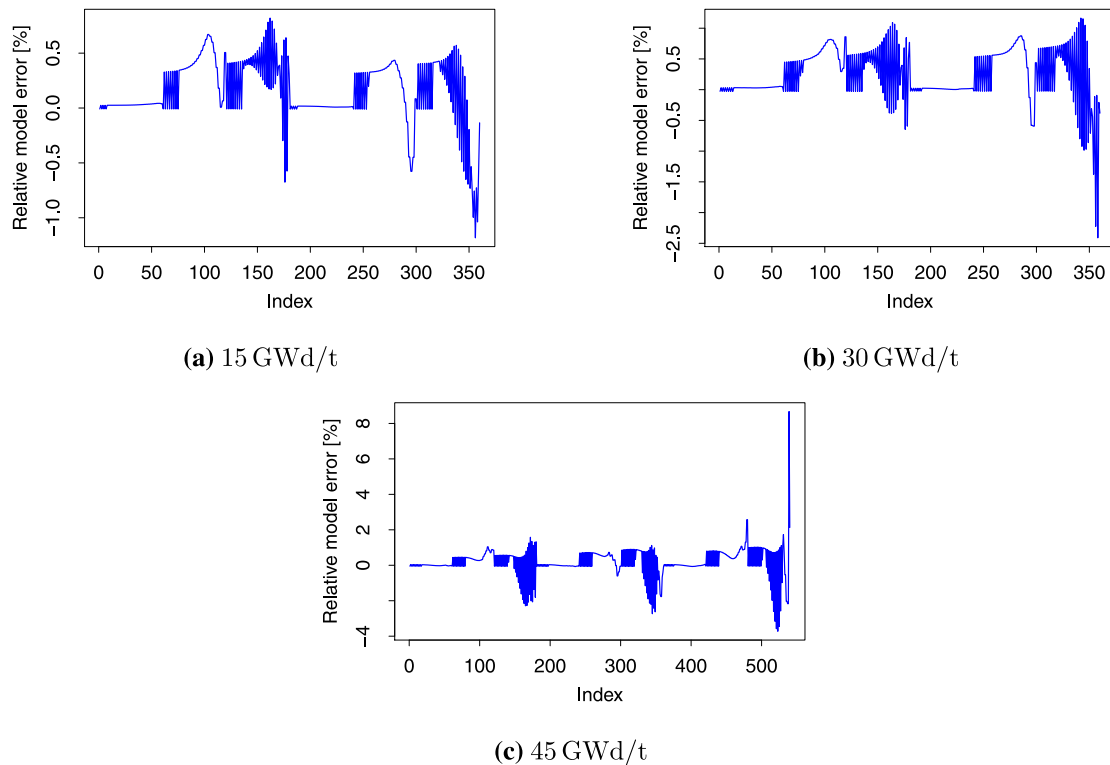 Relative model error [%]
0.5
0.0
−0.5
−1.0
0 50 100 150 200 250 300 350
Index
(a) 15 GWd/t
Relative model error [%]
0.5
−0.5
−1.5
−2.5
0 50 100 150 200 250 300 350
Index
(b) 30 GWd/t
Relative model error [%]
8
6
4
2
0
−4
0 100 200 300 400 500
Index
(c) 45 GWd/t